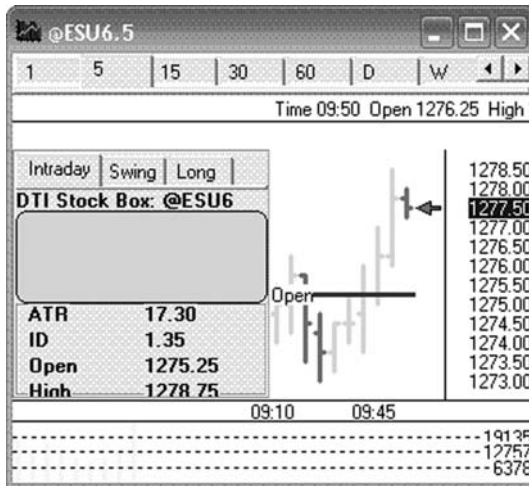 @ESU6.5
1 5 15 30 60 D W
Time 09:50 Open 1276.25 High
Intraday Swing Long
DTI Stock Box: @ESU6
ATR 17.30
ID 1.35
Open 1275.25
High 1278.75
Open
1278.50
1278.00
1277.50
1277.00
1276.50
1276.00
1275.50
1275.00
1274.50
1274.00
1273.50
1273.00
09:10 09:45
19135
12757
6378